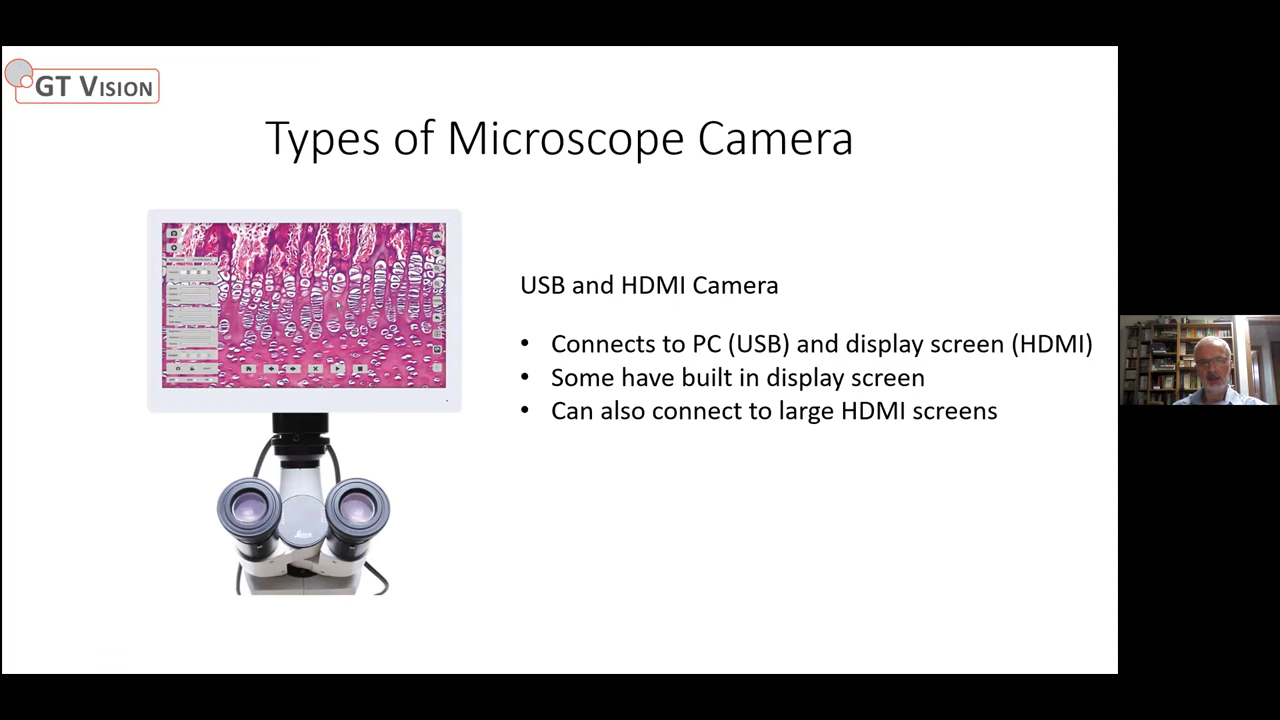 GT VISION
Types of Microscope Camera
USB and HDMI Camera
• Connects to PC (USB) and display screen (HDMI)
• Some have built in display screen
• Can also connect to large HDMI screens
Leica